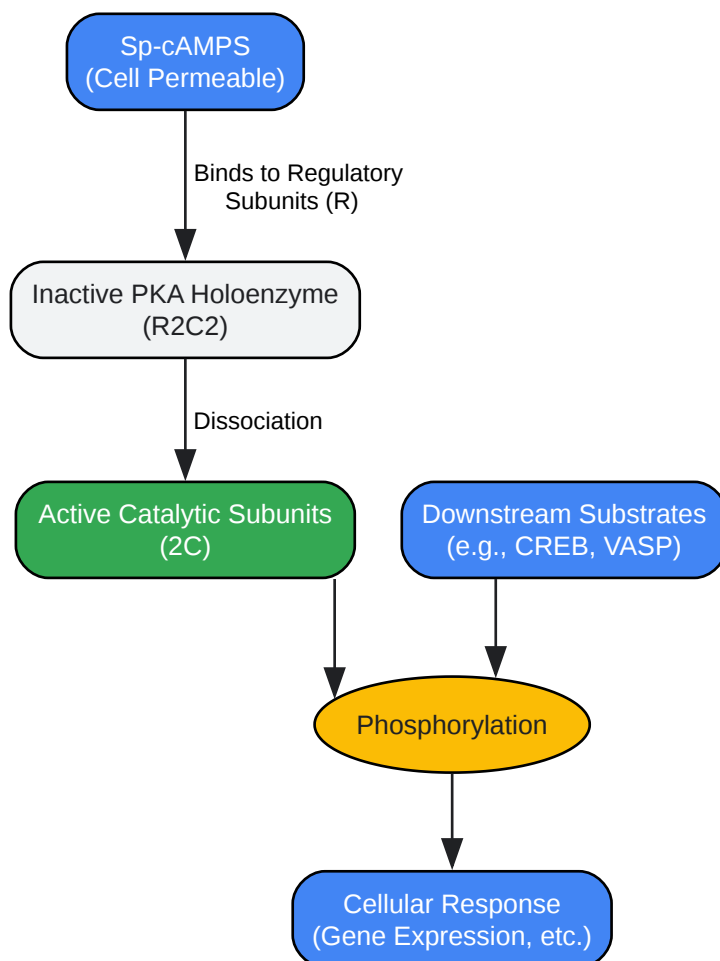 Sp-cAMPS
(Cell Permeable)
Binds to Regulatory
Subunits (R)
Inactive PKA Holoenzyme
(R2C2)
Dissociation
Active Catalytic Subunits
(2C)
Downstream Substrates
(e.g., CREB, VASP)
Phosphorylation
Cellular Response
(Gene Expression, etc.)